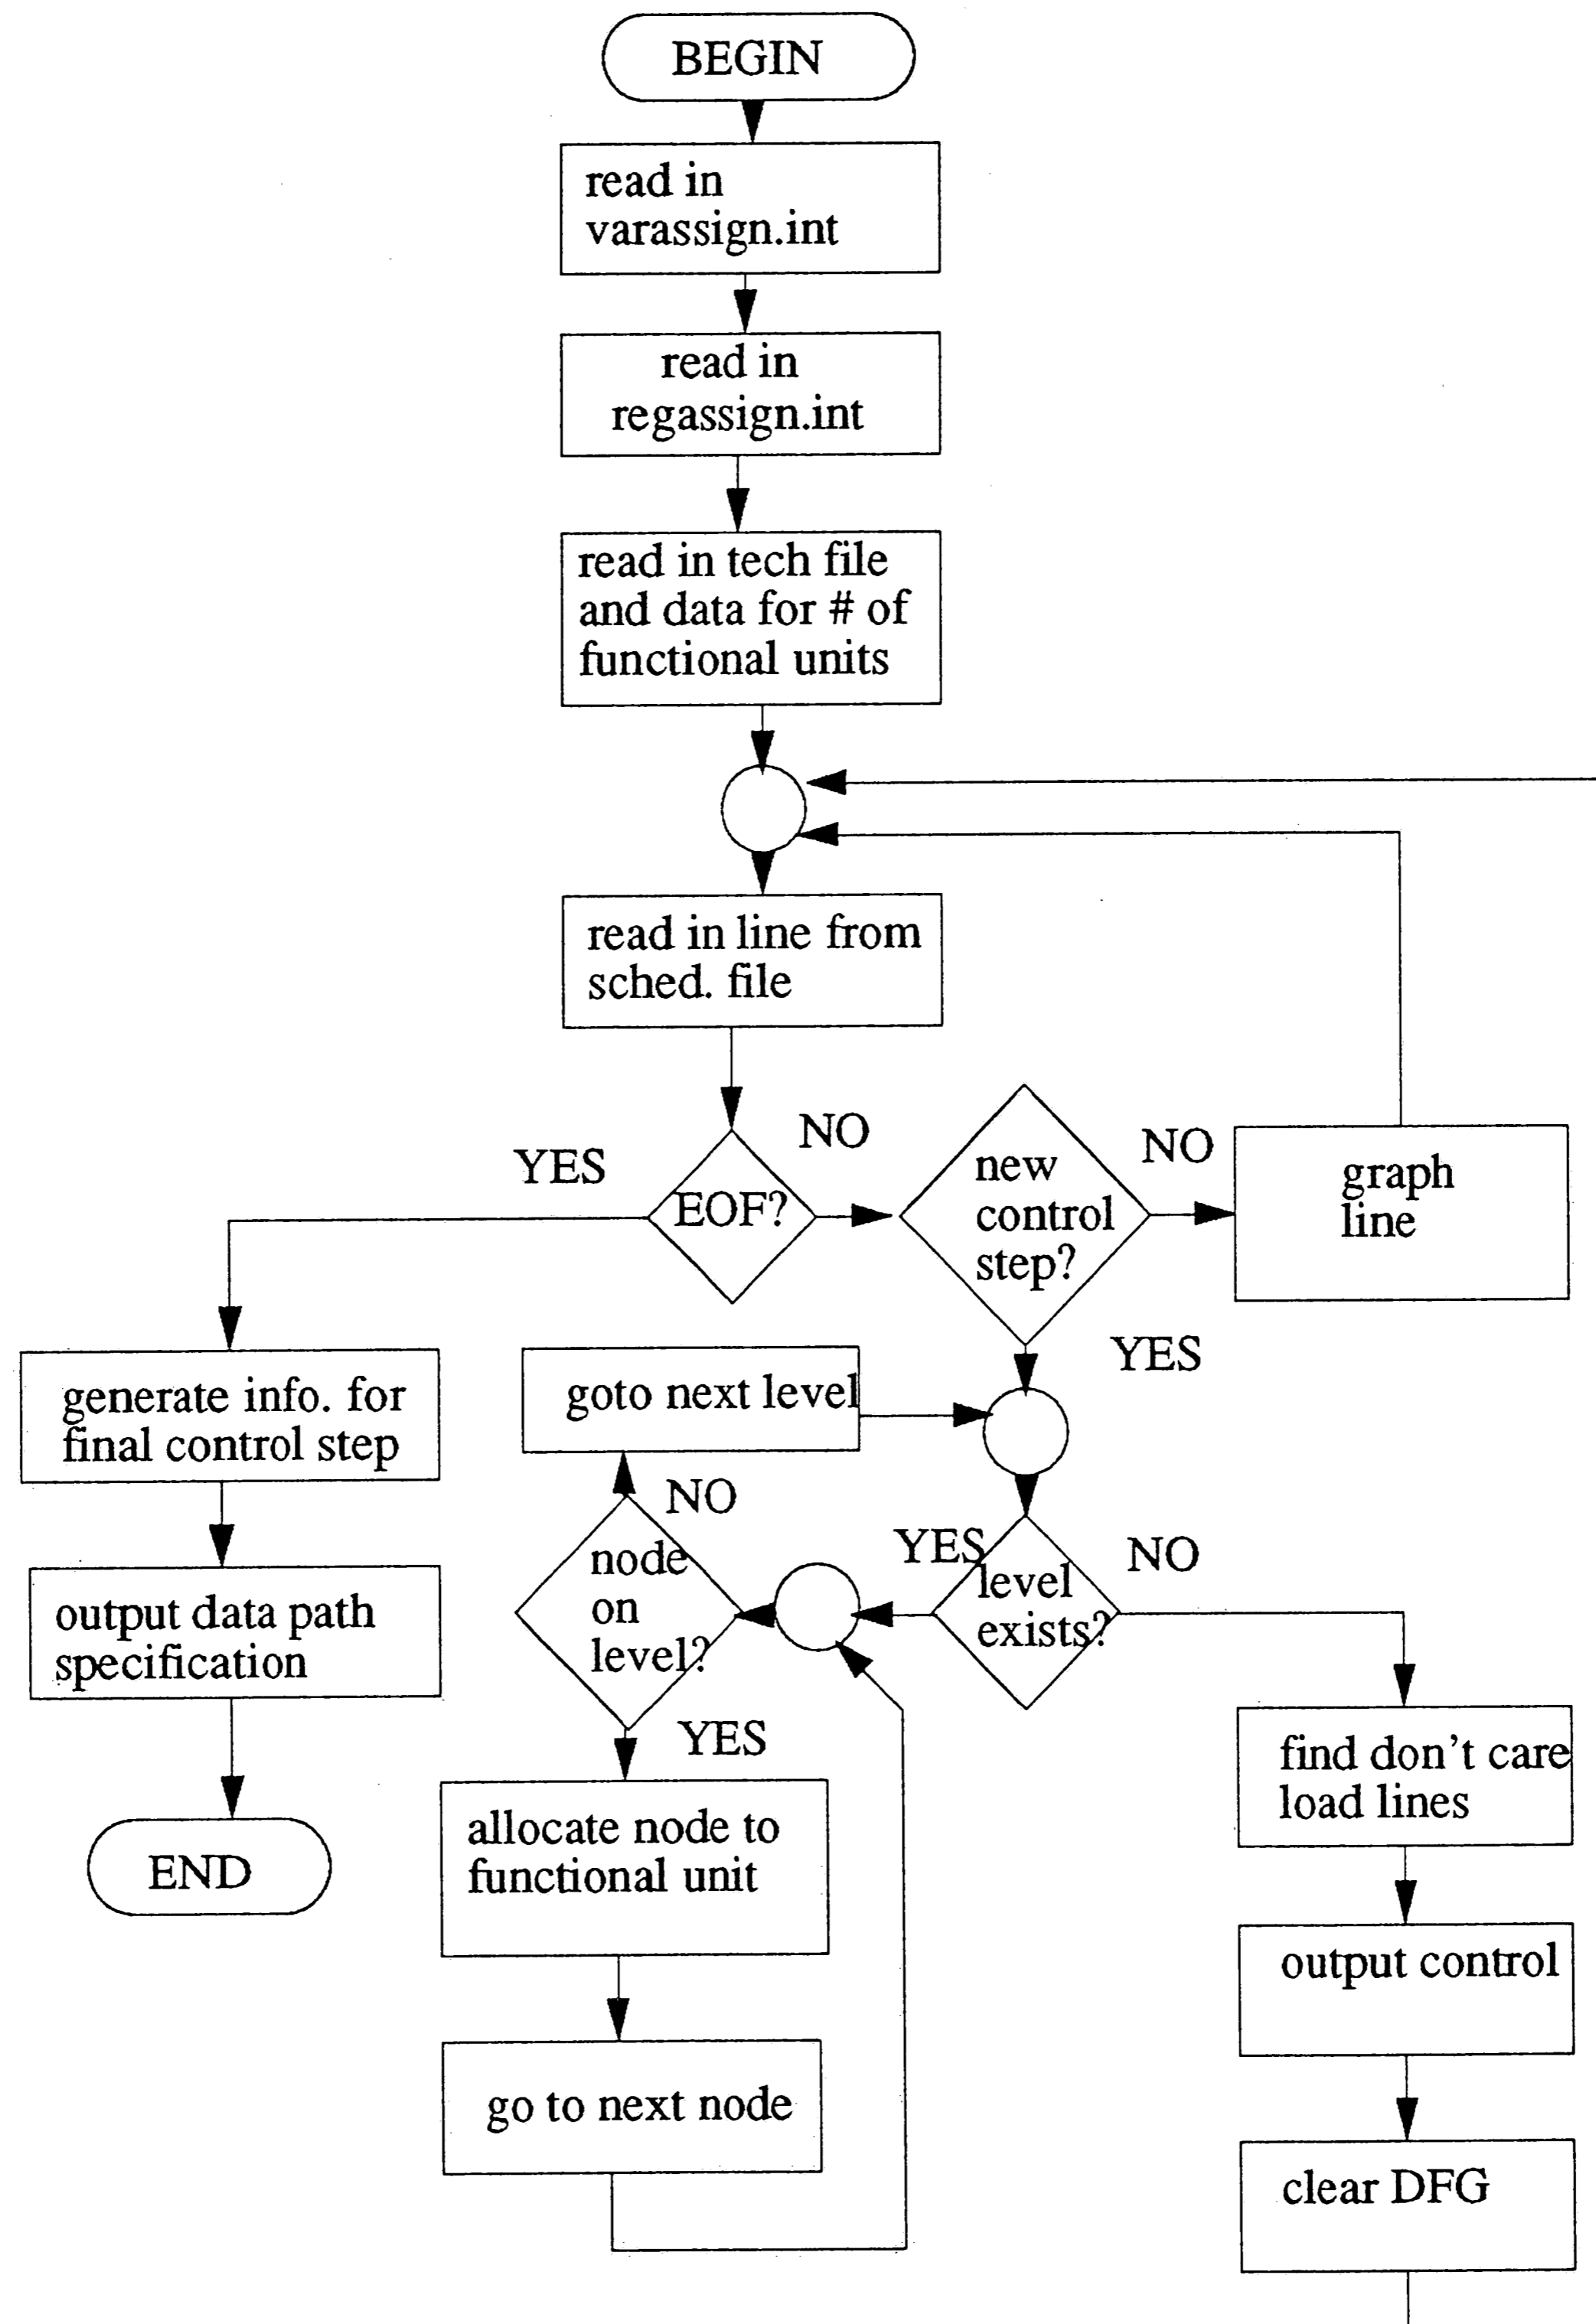 BEGIN
read in
varassign.int
read in
regassign.int
read in tech file
and data for # of
functional units
read in line from
sched. file
YES
EOF?
NO
new
control
step?
NO
graph
line
YES
generate info. for
final control step
goto next level
NO
node
on
level?
YES
level
exists?
NO
output data path
specification
YES
find don't care
load lines
allocate node to
functional unit
END
output control
go to next node
clear DFG